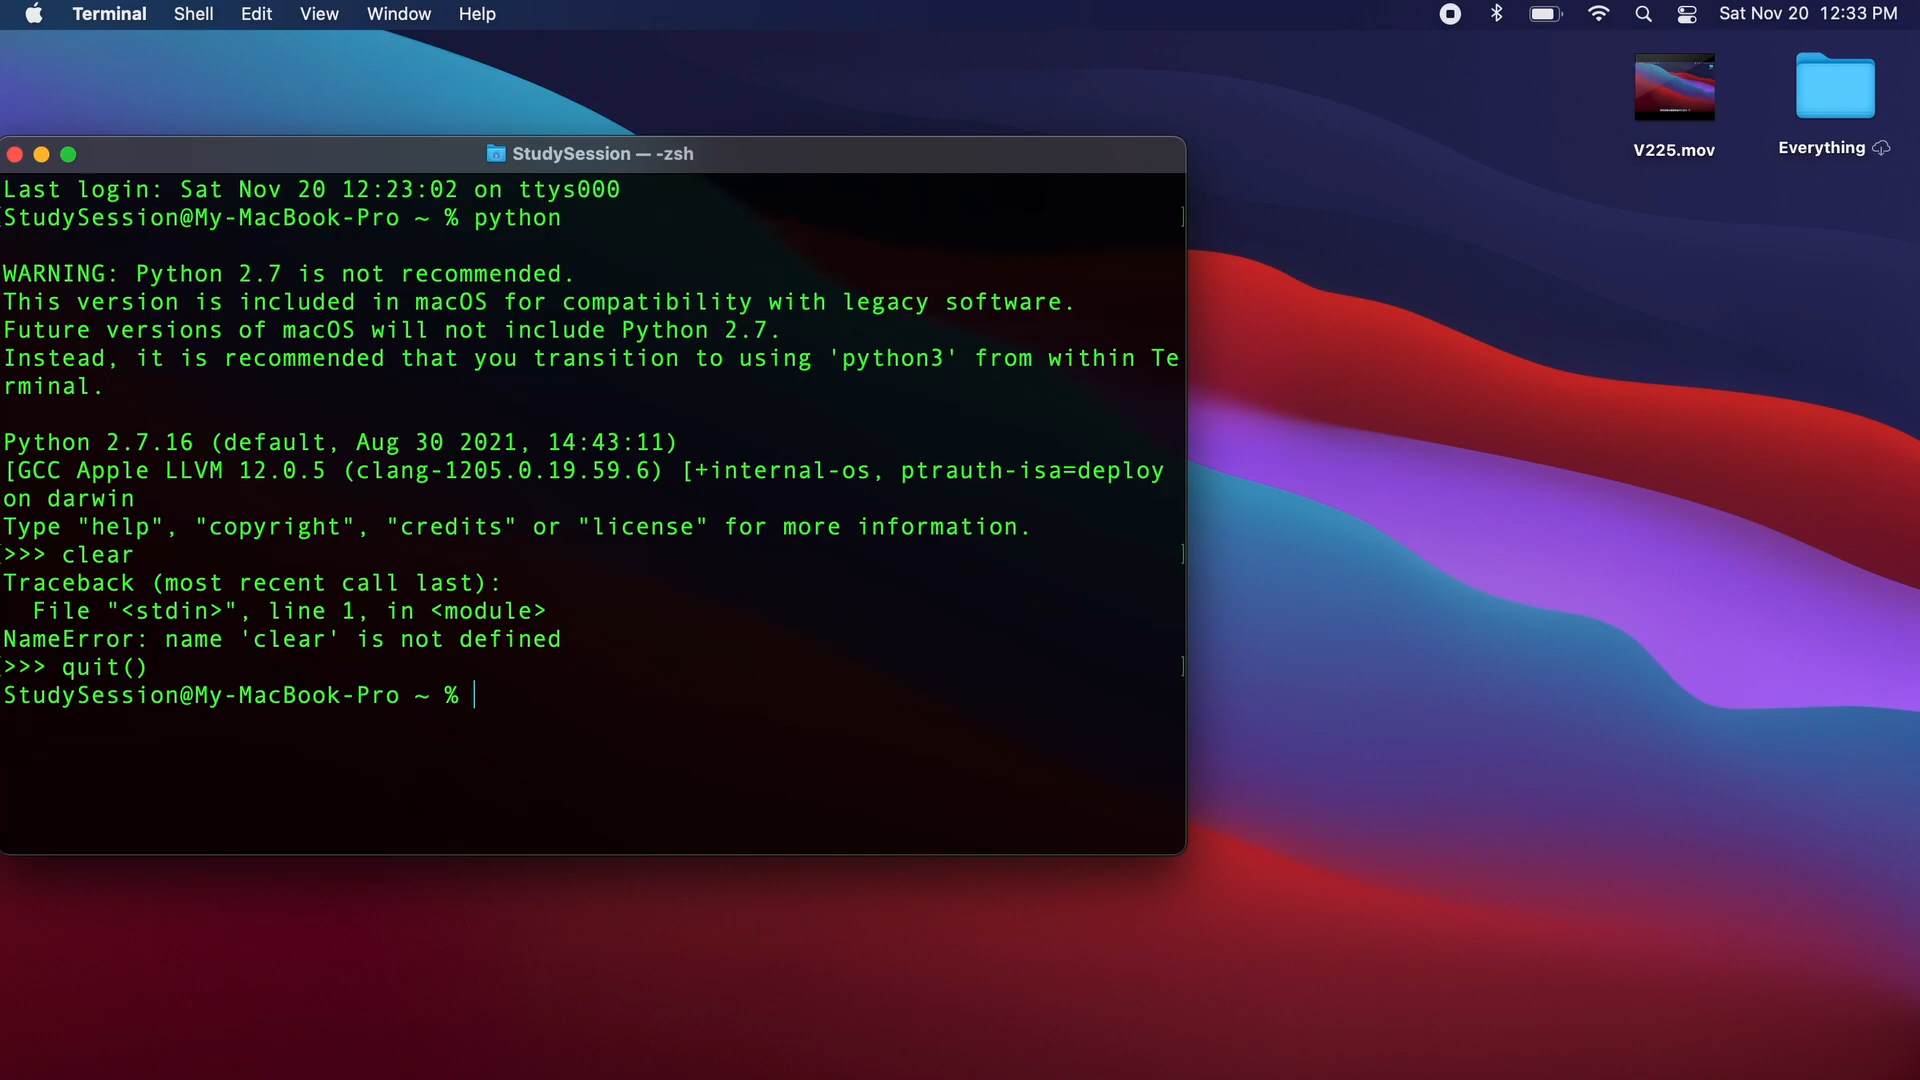 Terminal Shell Edit View Window Help Sat Nov 20 12:33 PM
V225.mov Everything
StudySession — -zsh
Last login: Sat Nov 20 12:23:02 on ttys000
[StudySession@My-MacBook-Pro ~ % python ]
WARNING: Python 2.7 is not recommended.
This version is included in macOS for compatibility with legacy software.
Future versions of macOS will not include Python 2.7.
Instead, it is recommended that you transition to using 'python3' from within Te
rminal.
Python 2.7.16 (default, Aug 30 2021, 14:43:11)
[GCC Apple LLVM 12.0.5 (clang-1205.0.19.59.6) [+internal-os, ptrauth-isa=deploy
on darwin
Type "help", "copyright", "credits" or "license" for more information.
[>>> clear ]
Traceback (most recent call last):
  File "<stdin>", line 1, in <module>
NameError: name 'clear' is not defined
[>>> quit() ]
StudySession@My-MacBook-Pro ~ %